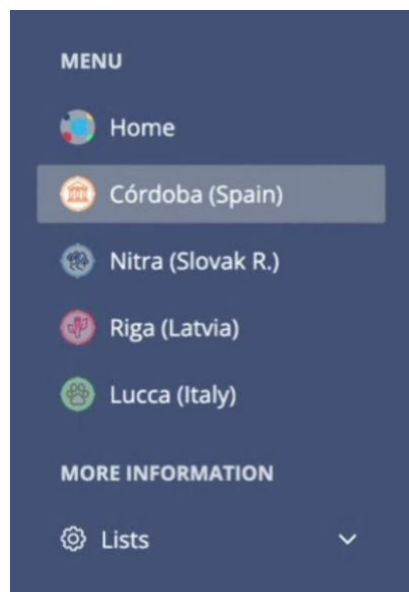 MENU
Home
Córdoba (Spain)
Nitra (Slovak R.)
Riga (Latvia)
Lucca (Italy)
MORE INFORMATION
Lists